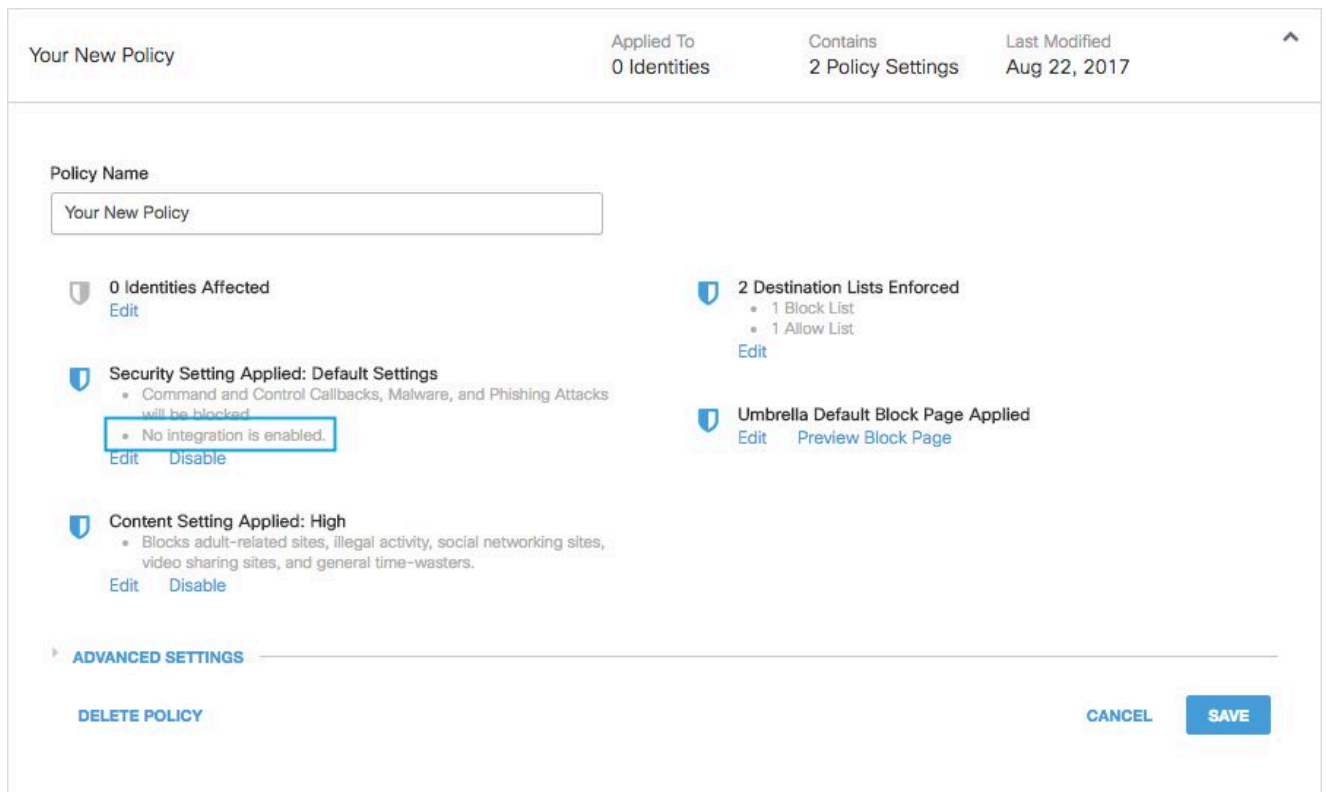 Your New Policy
Applied To
0 Identities
Contains
2 Policy Settings
Last Modified
Aug 22, 2017
Policy Name
Your New Policy
0 Identities Affected
Edit
Security Setting Applied: Default Settings
• Command and Control Callbacks, Malware, and Phishing Attacks
will be blocked
• No integration is enabled.
Edit Disable
Content Setting Applied: High
• Blocks adult-related sites, illegal activity, social networking sites,
video sharing sites, and general time-wasters.
Edit Disable
2 Destination Lists Enforced
• 1 Block List
• 1 Allow List
Edit
Umbrella Default Block Page Applied
Edit Preview Block Page
ADVANCED SETTINGS
DELETE POLICY
CANCEL
SAVE